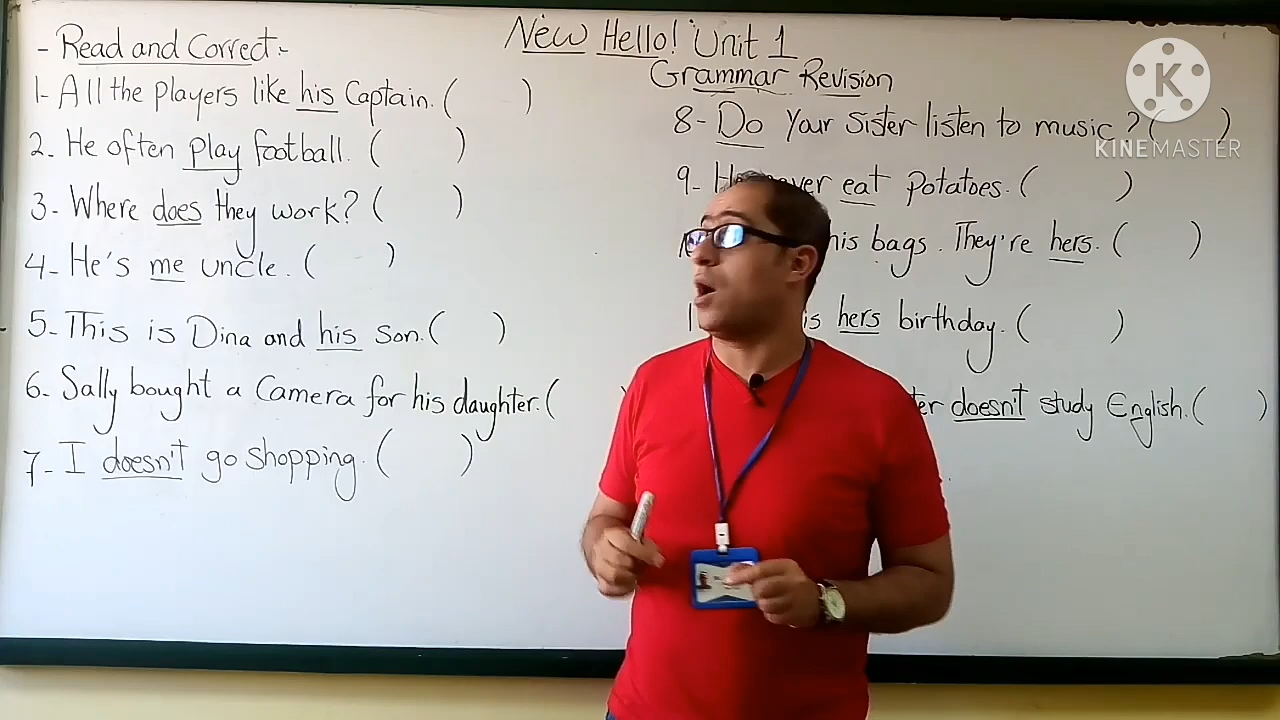 New Hello! Unit 1
Grammar Revision
- Read and Correct:-
1- All the players like his Captain. ( )
2. He often play football. ( )
3- Where does they work? ( )
4- He's me uncle. ( )
5. This is Dina and his son. ( )
6. Sally bought a Camera for his daughter. ( )
7- I doesn't go shopping. ( )
8- Do your sister listen to music? ( )
9- eat potatoes. ( )
bags. They're hers. ( )
is hers birthday. ( )
doesn't study English. ( )
K
KINEMASTER